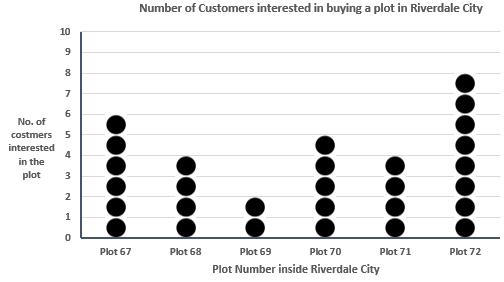 Number of Customers interested in buying a plot in Riverdale City
10
9
8
7
6
5
4
3
2
1
0
No. of
costmers
interested
in the
plot
Plot 67 Plot 68 Plot 69 Plot 70 Plot 71 Plot 72
Plot Number inside Riverdale City